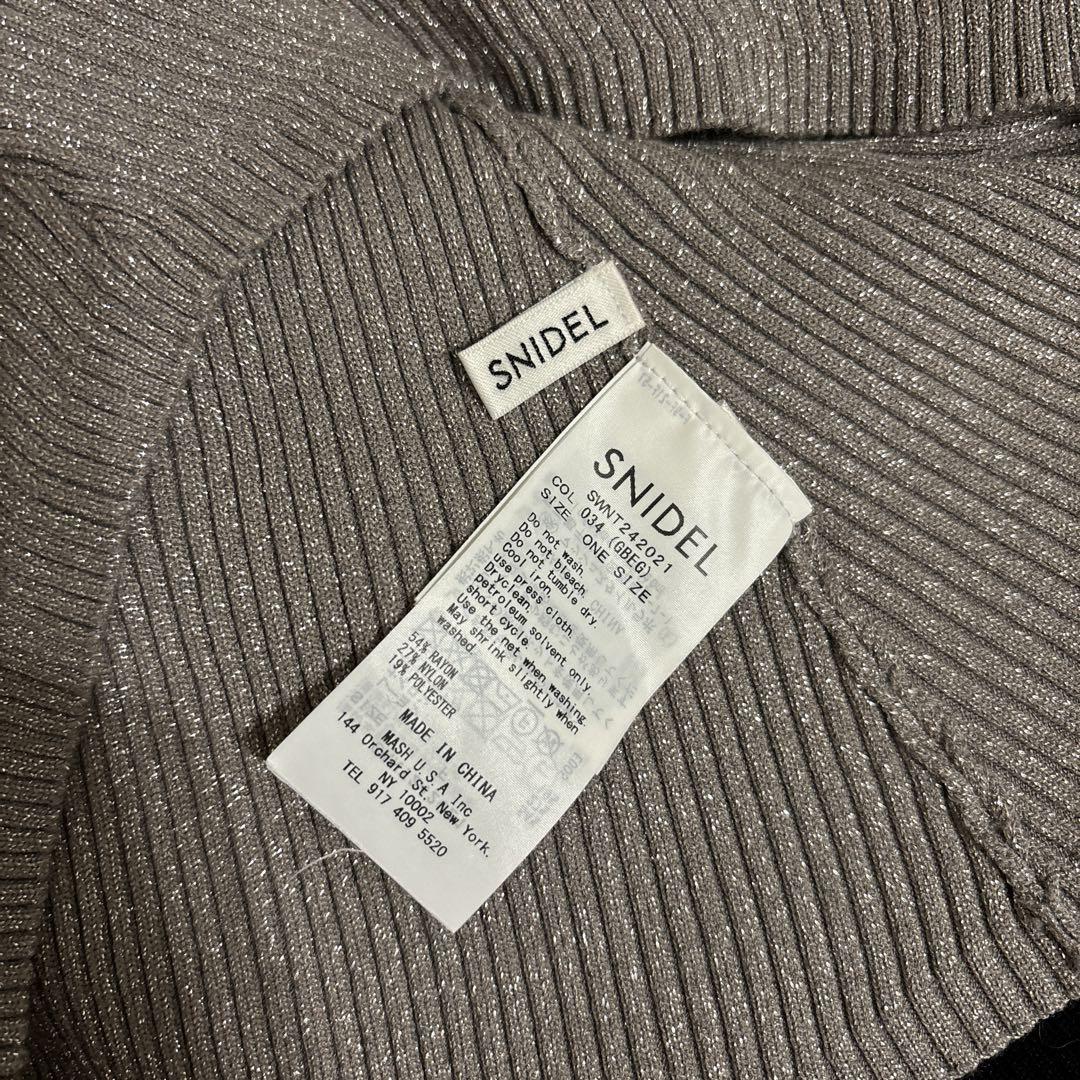 SNIDEL
SNIDEL
SWNT242021
COL 034 (GBEG)
SIZE ONE SIZE
Do not wash.
Do not bleach.
Do not tumble dry.
Cool iron.
Use press cloth.
Dryclean,
petroleum solvent only.
short cycle.
Use the net when washing.
May shrink slightly when
washed.
54% RAYON
27% NYLON
19% POLYESTER
MADE IN CHINA
MASH U.S.A Inc
144 Orchard St. New York.
NY 10002
TEL 917 409 5520